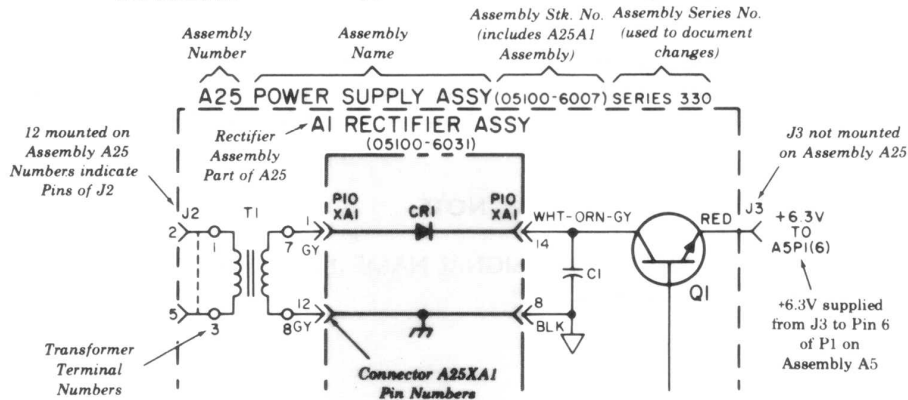 Assembly Number
Assembly Name
Assembly Stk. No. (includes A25A1 Assembly)
Assembly Series No. (used to document changes)
A25 POWER SUPPLY ASSY (05100-6007) SERIES 330
A1 RECTIFIER ASSY
(05100-6031)
12 mounted on
Assembly A25
Numbers indicate
Pins of J2
Rectifier
Assembly
Part of A25
J3 not mounted
on Assembly A25
J2
T1
P10
XA1
CR1
P10
XA1
WHT-ORN-GY
RED
J3
+6.3V
TO
A5P1(6)
2
1
7
1
GY
14
C1
Q1
5
3
8
12
GY
8
BLK
+6.3V supplied
from J3 to Pin 6
of P1 on
Assembly A5
Transformer
Terminal
Numbers
Connector A25XA1
Pin Numbers